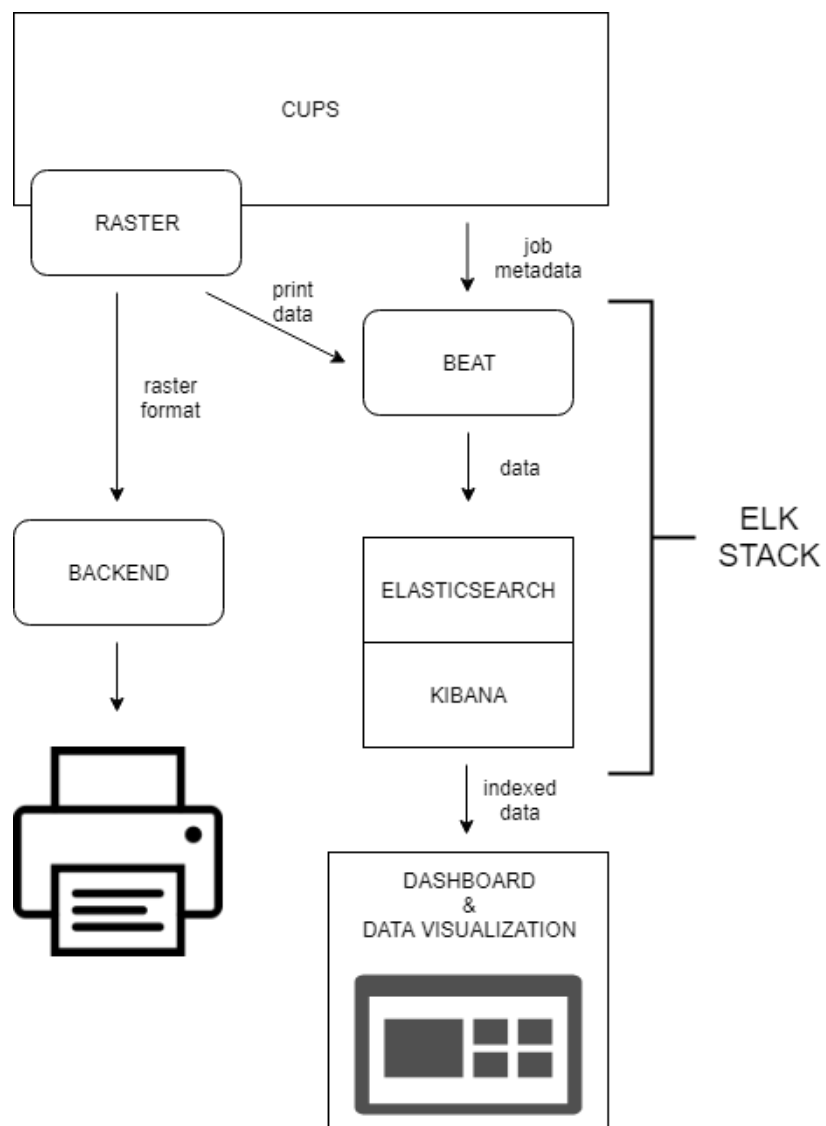 CUPS
RASTER
job
metadata
print
data
BEAT
raster
format
data
ELK
STACK
BACKEND
ELASTICSEARCH
KIBANA
indexed
data
DASHBOARD
&
DATA VISUALIZATION